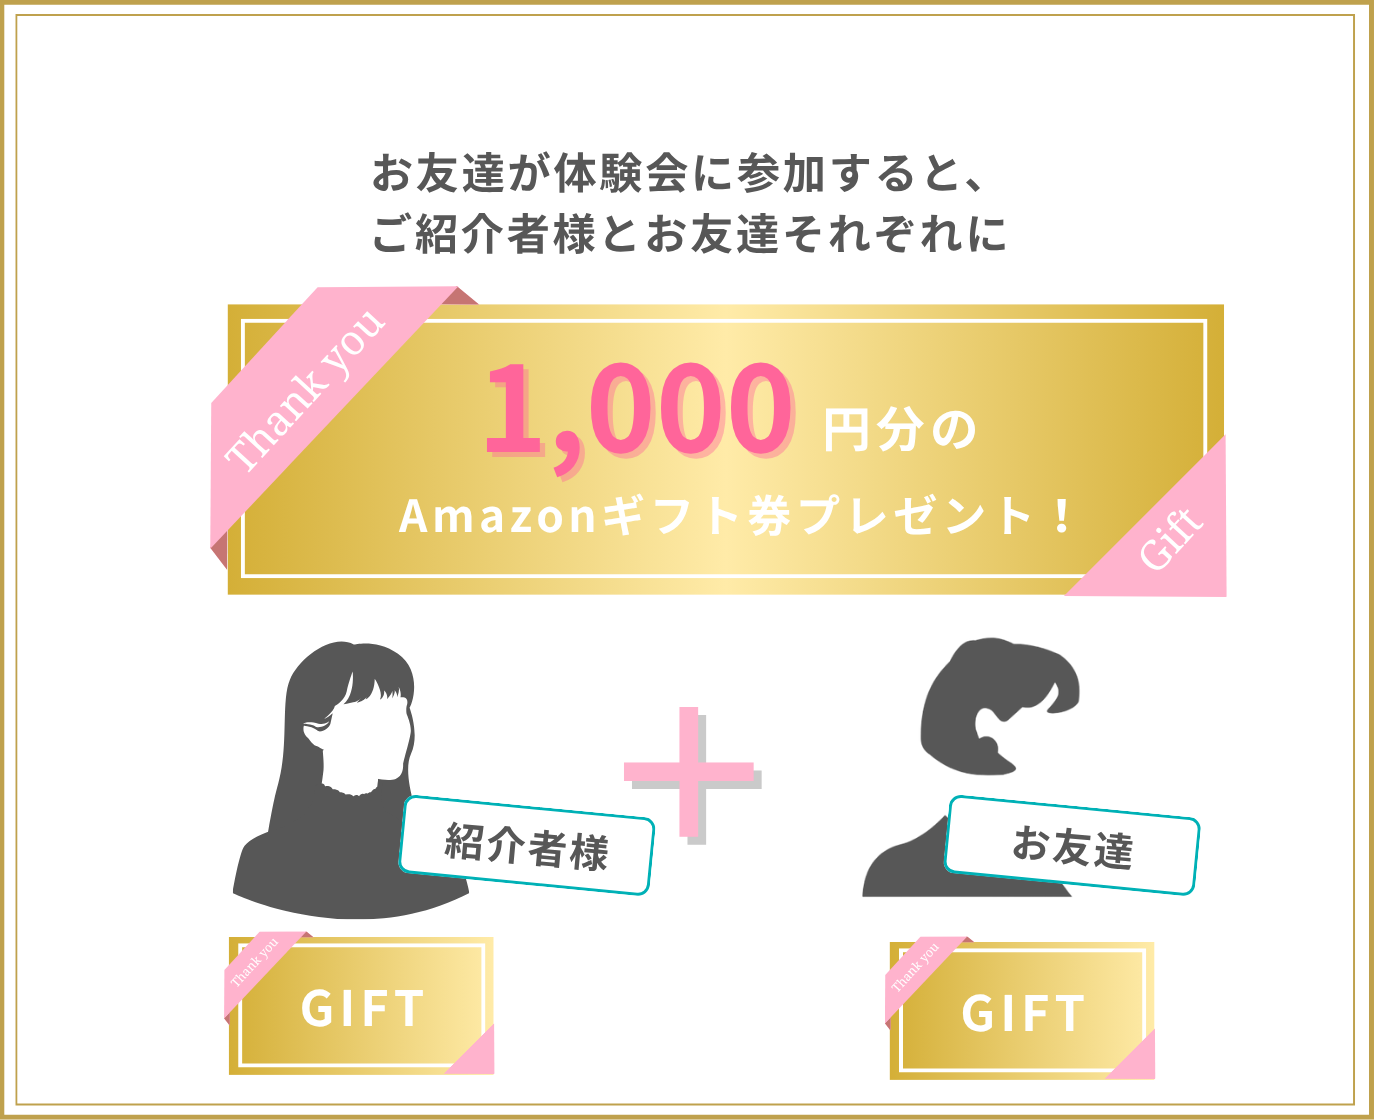 お友達が体験会に参加すると、
ご紹介者様とお友達それぞれに
Thank you
1,000 円分の
Amazonギフト券プレゼント！
Gift
紹介者様
お友達
Thank you
GIFT
Thank you
GIFT